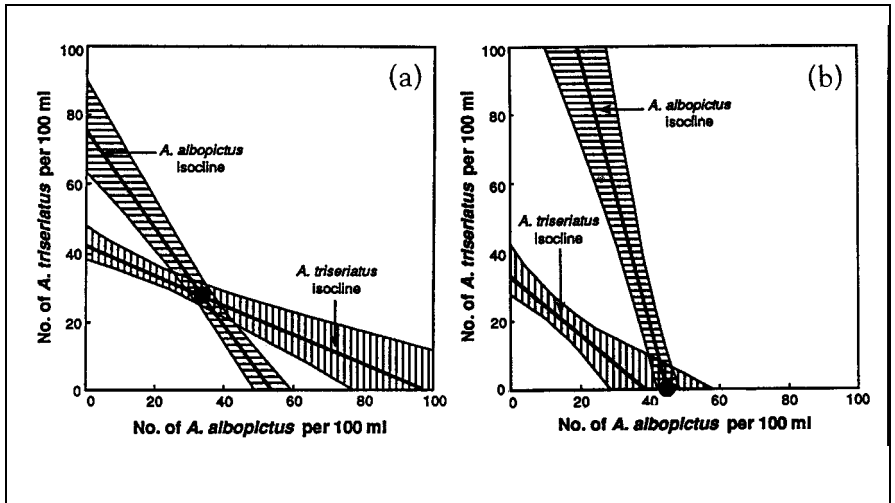 (a)
No. of A. triseriatus per 100 ml
100
80
60
40
20
0
A. albopictus
isocline
A. triseriatus
isocline
0 20 40 60 80 100
No. of A. albopictus per 100 ml
(b)
No. of A. triseriatus per 100 ml
100
80
60
40
20
0
A. albopictus
isocline
A. triseriatus
isocline
0 20 40 60 80 100
No. of A. albopictus per 100 ml